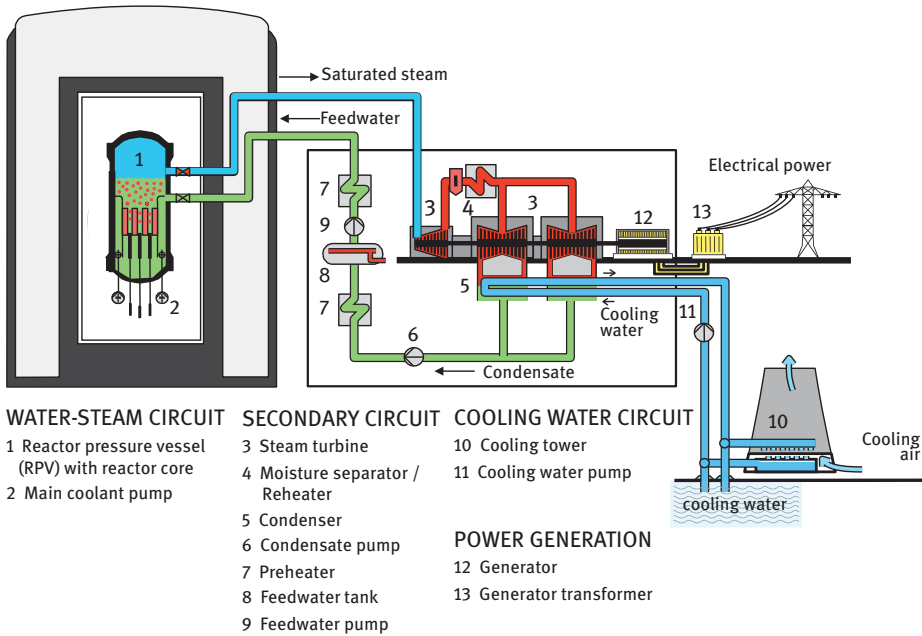 Saturated steam
Feedwater
1
2
7
9
8
7
3
4
3
12
13
Electrical power
5
Cooling
water
11
6
Condensate
10
Cooling
air
cooling water
WATER-STEAM CIRCUIT
1 Reactor pressure vessel
(RPV) with reactor core
2 Main coolant pump
SECONDARY CIRCUIT
3 Steam turbine
4 Moisture separator /
Reheater
5 Condenser
6 Condensate pump
7 Preheater
8 Feedwater tank
9 Feedwater pump
COOLING WATER CIRCUIT
10 Cooling tower
11 Cooling water pump
POWER GENERATION
12 Generator
13 Generator transformer